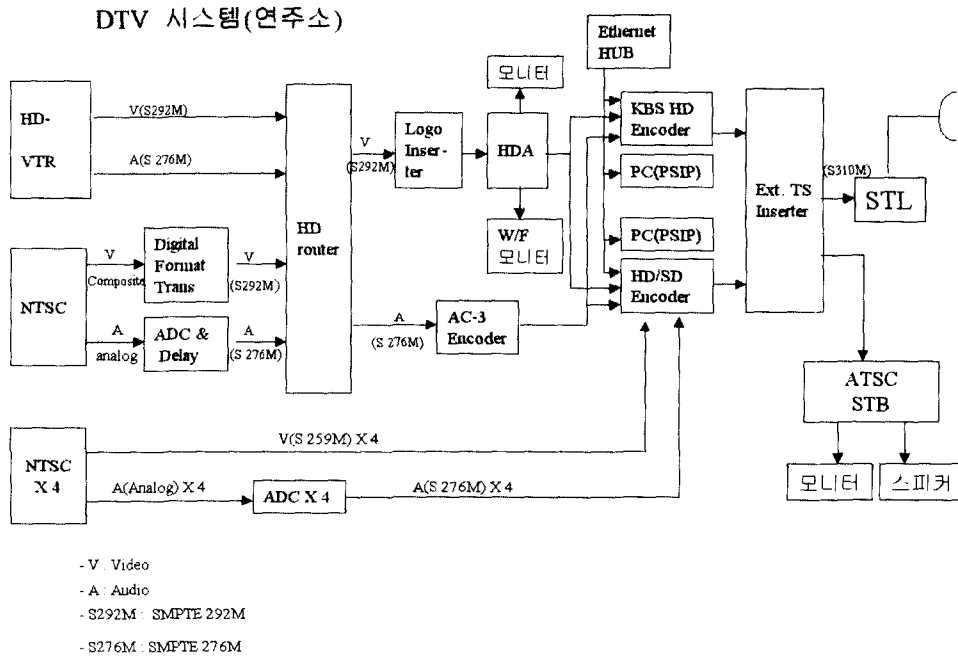 DTV 시스템(연주소)
Ethernet
HUB
모니터
HD-
VTR
V(S292M)
A(S 276M)
HD
router
V
(S292M)
Logo
Inser-
ter
HDA
W/F
모니터
KBS HD
Encoder
PC(PSIP)
PC(PSIP)
HD/SD
Encoder
Ext. TS
Inserter
(S310M)
STL
NTSC
V
Composite
Digital
Format
Trans
V
(S292M)
A
analog
ADC &
Delay
A
(S 276M)
A
(S 276M)
AC-3
Encoder
ATSC
STB
모니터
스피커
NTSC
X 4
V(S 259M) X 4
A(Analog) X 4
ADC X 4
A(S 276M) X 4
- V : Video
- A : Audio
- S292M : SMPTE 292M
- S276M : SMPTE 276M